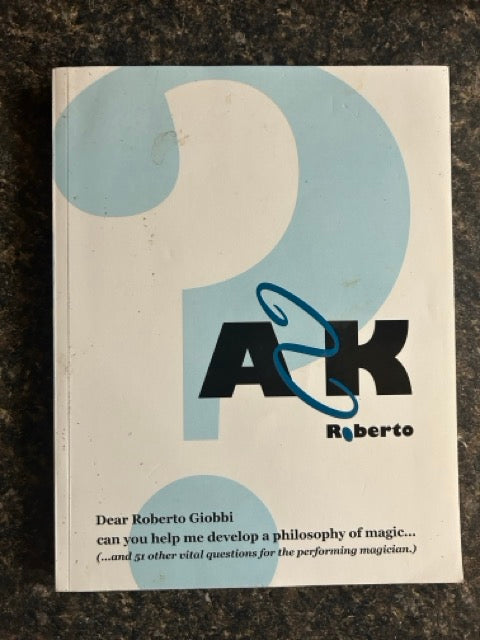 ASK
Roberto
Dear Roberto Giobbi
can you help me develop a philosophy of magic...
(...and 51 other vital questions for the performing magician.)